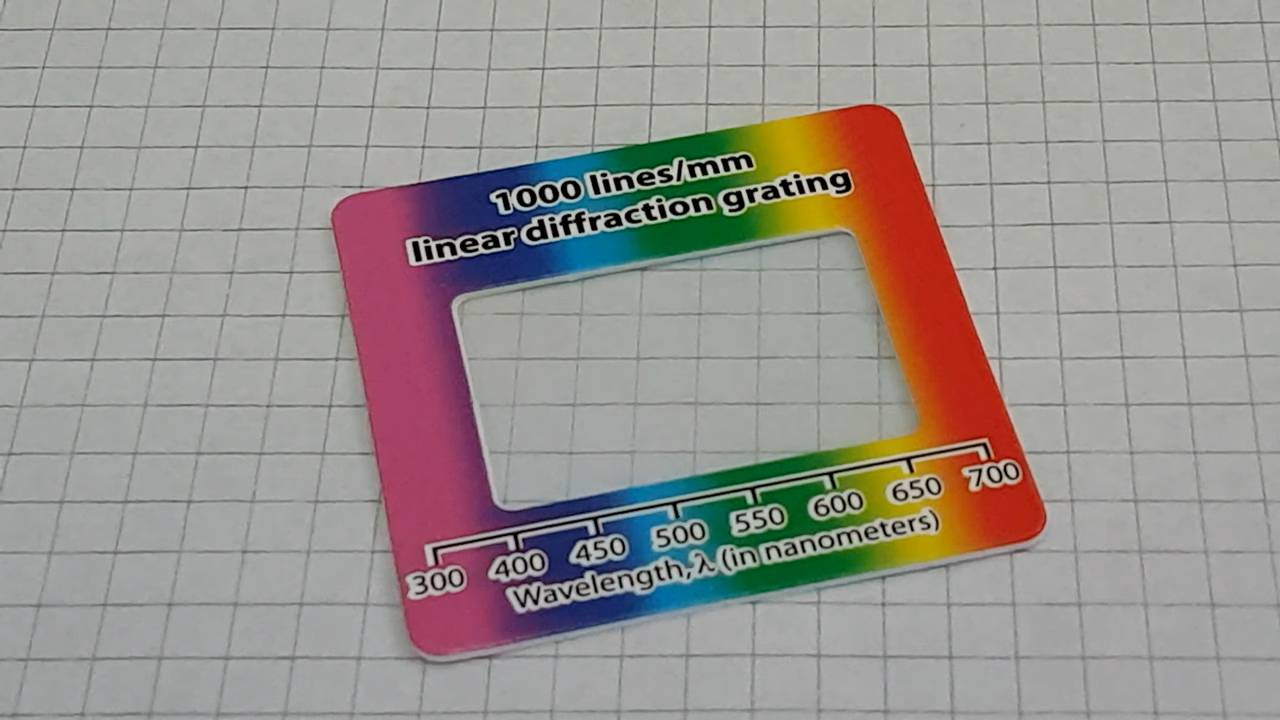 1000 lines/mm
linear diffraction grating
300 400 450 500 550 600 650 700
Wavelength, λ (in nanometers)